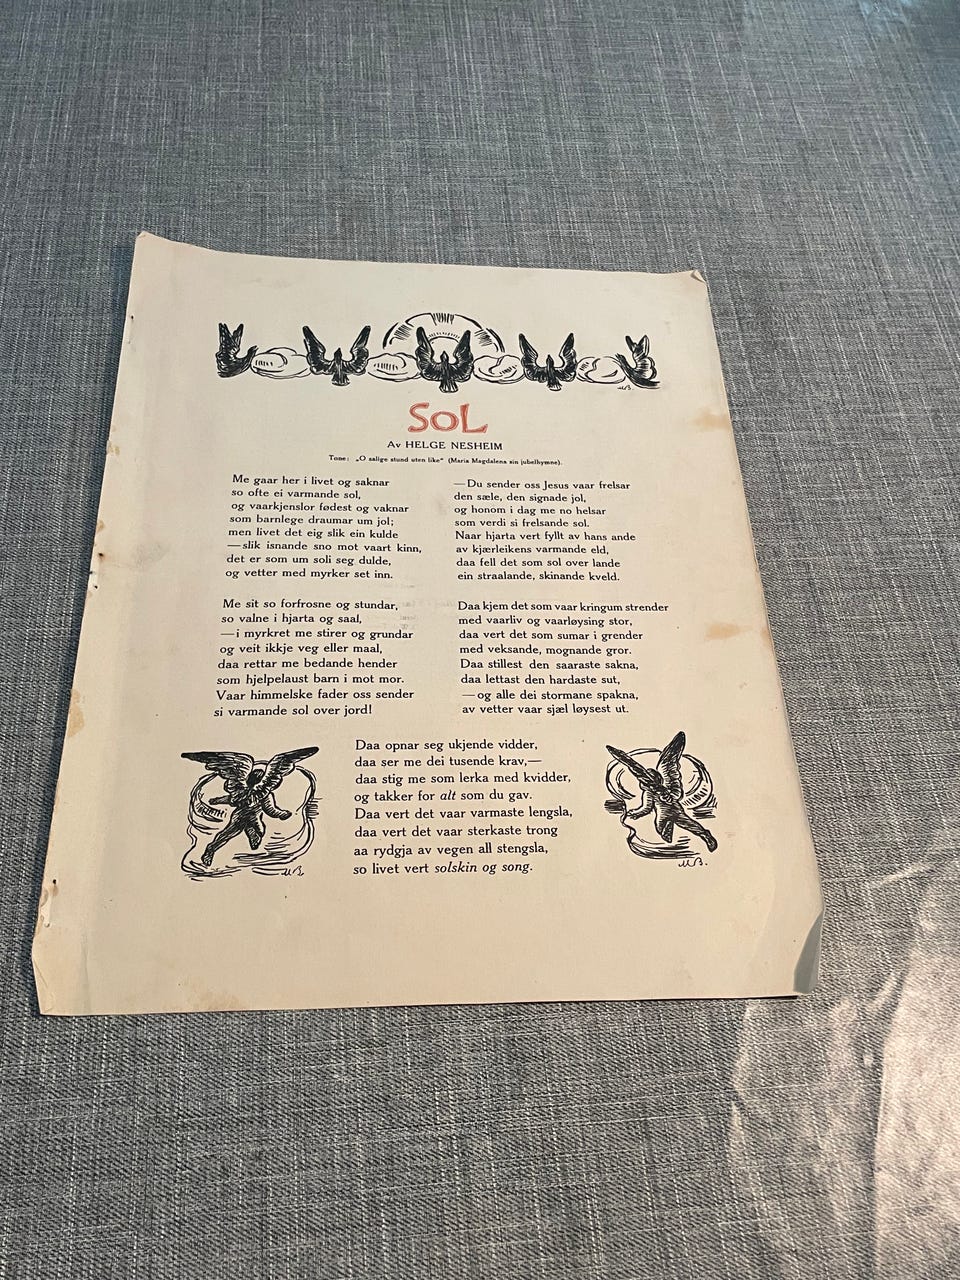 SOL
Av HELGE NESHEIM
Tone: „O salige stund uten like“ (Maria Magdalena sin jubelhymne).
Me gaar her i livet og saknar
so ofte ei varmande sol,
og vaarkjenslor fødest og vaknar
som barnlege draumar um jol;
men livet det eig slik ein kulde
—slik isnande sno mot vaart kinn,
det er som um soli seg dulde,
og vetter med myrker set inn.
Me sit so forfrosne og stundar,
so valne i hjarta og saal,
—i myrkret me stirer og grundar
og veit ikkje veg eller maal,
daa rettar me bedande hender
som hjelpelaust barn i mot mor.
Vaar himmelske fader oss sender
si varmande sol over jord!
—Du sender oss Jesus vaar frelsar
den sæle, den signade jol,
og honom i dag me no helsar
som verdi si frelsande sol.
Naar hjarta vert fyllt av hans ande
av kjærleikens varmande eld,
daa fell det som sol over lande
ein straalande, skinande kveld.
Daa kjem det som vaar kringum strender
med vaarliv og vaarløysing stor,
daa vert det som sumar i grender
med veksande, mognande gror.
Daa stillest den saaraste sakna,
daa lettast den hardaste sut,
—og alle dei stormane spakna,
av vetter vaar sjæl løysest ut.
Daa opnar seg ukjende vidder,
daa ser me dei tusende krav,—
daa stig me som lerka med kvidder,
og takker for alt som du gav.
Daa vert det vaar varmaste lengsla,
daa vert det vaar sterkaste trong
aa rydgja av vegen all stengsla,
so livet vert solskin og song.